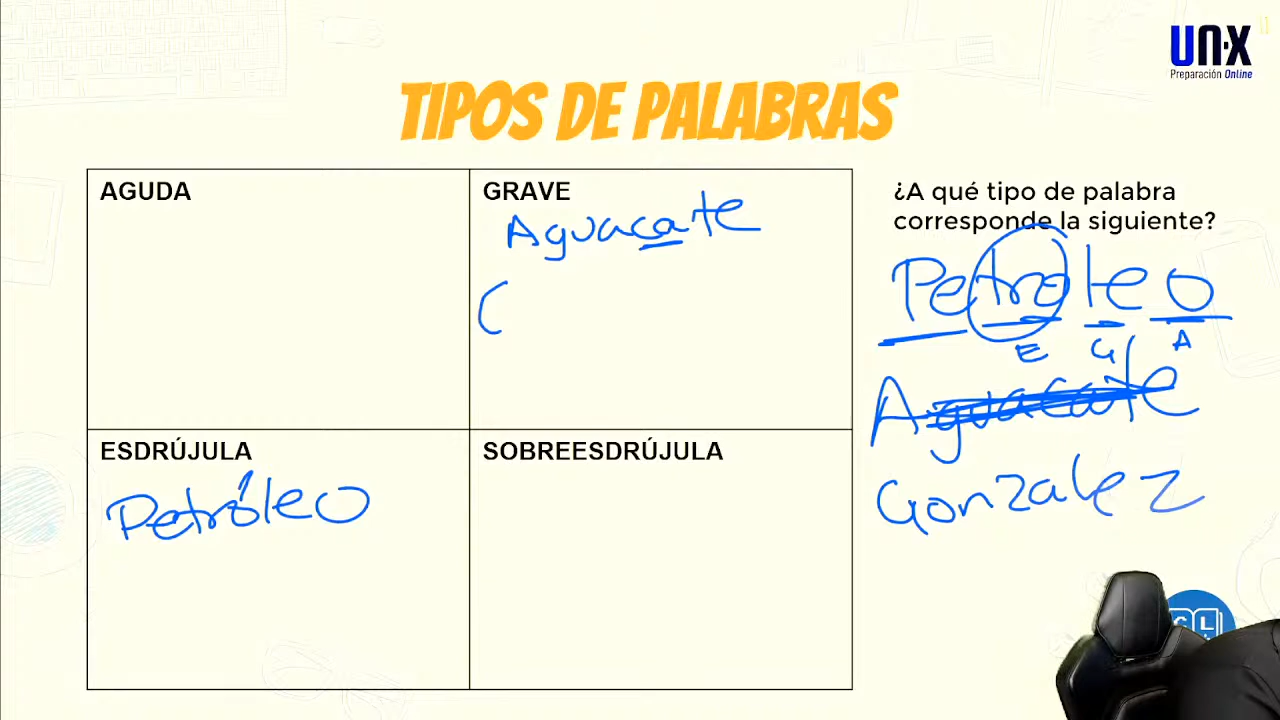 UN-X
Preparación Online
TIPOS DE PALABRAS
AGUDA
GRAVE
Aguacate
(
ESDRÚJULA
Petróleo
SOBREESDRÚJULA
¿A qué tipo de palabra
corresponde la siguiente?
Petroleo
E G A
Aguacate
Gonzalez
CL